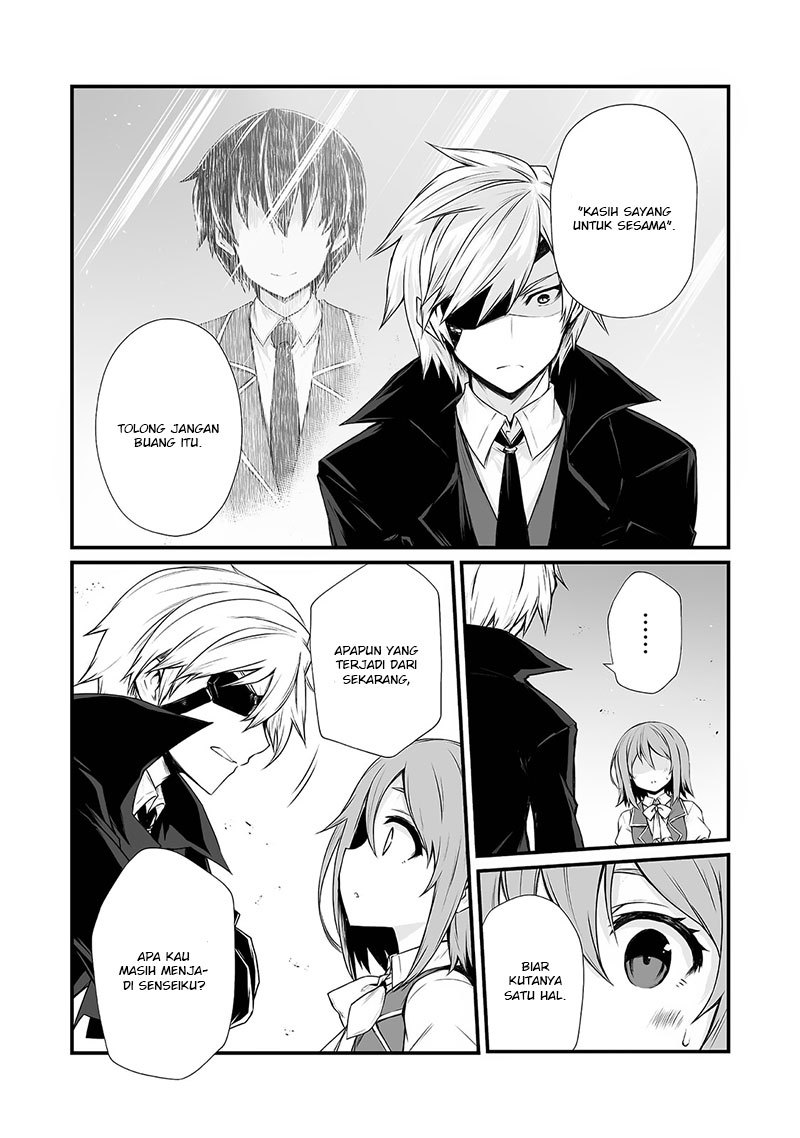 "KASIH SAYANG
UNTUK SESAMA".
TOLONG JANGAN
BUANG ITU.
........
BIAR
KUTANYA
SATU HAL.
APAPUN YANG
TERJADI DARI
SEKARANG,
APA KAU
MASIH MENJA-
DI SENSEIKU?